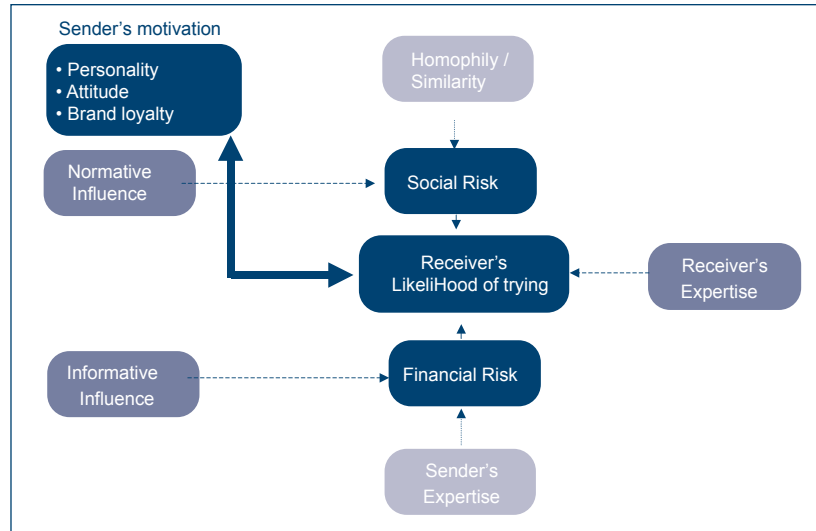 Sender's motivation
• Personality
• Attitude
• Brand loyalty
Homophily /
Similarity
Normative
Influence
Social Risk
Receiver's
LikeliHood of trying
Receiver's
Expertise
Informative
Influence
Financial Risk
Sender's
Expertise